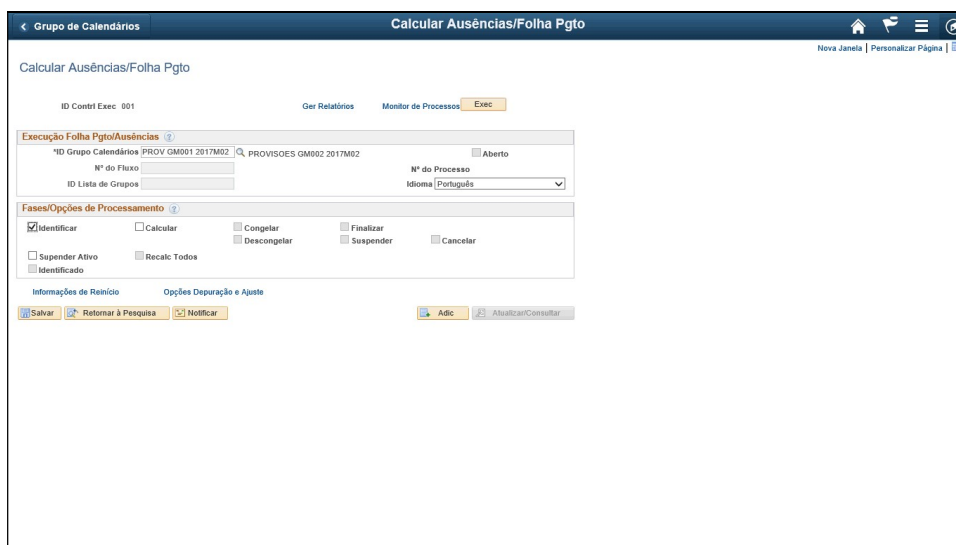 Grupo de Calendários
Calcular Ausências/Folha Pgto
Nova Janela | Personalizar Página |
Calcular Ausências/Folha Pgto
ID Contrl Exec 001 Ger Relatórios Monitor de Processos Exec
Execução Folha Pgto/Ausências
*ID Grupo Calendários PROV GM001 2017M02 PROVISOES GM002 2017M02 Aberto
Nº do Fluxo Nº do Processo
ID Lista de Grupos Idioma Português
Fases/Opções de Processamento
Identificar Calcular Congelar Finalizar
Descongelar Suspender Cancelar
Supender Ativo Recalc Todos
Identificado
Informações de Reinício Opções Depuração e Ajuste
Salvar Retornar à Pesquisa Notificar Adic Atualizar/Consultar